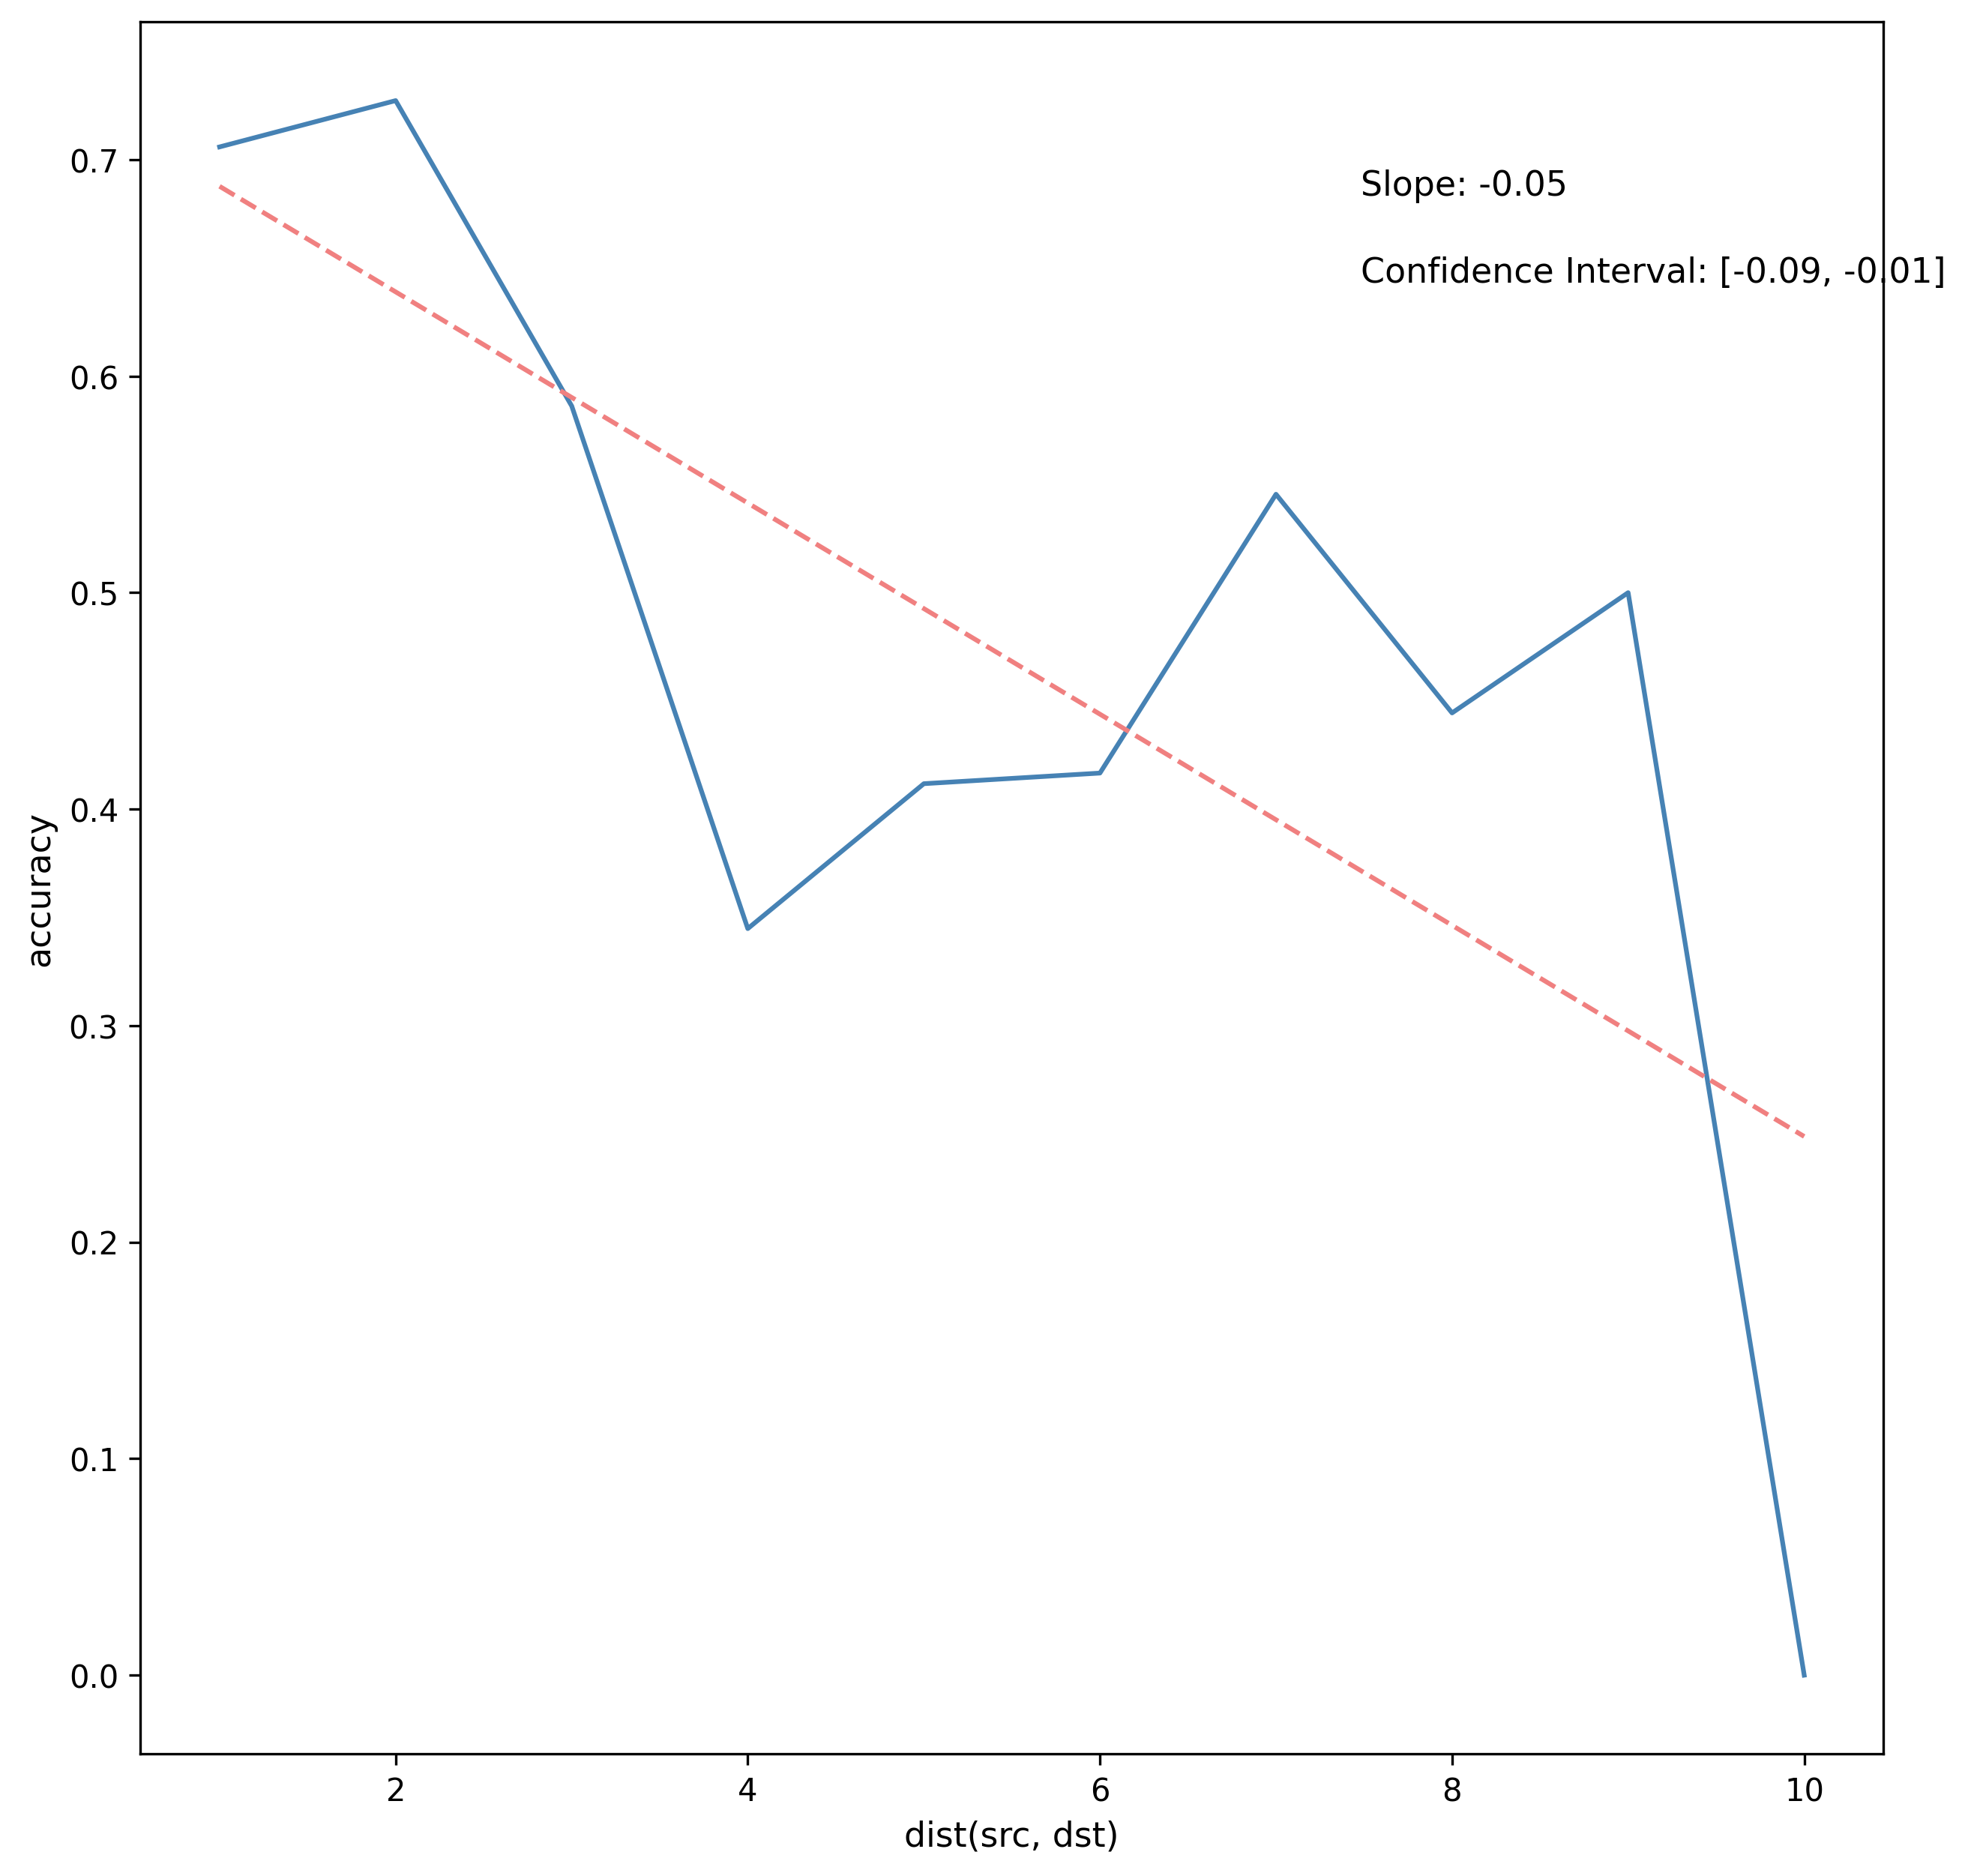 Slope: -0.05
Confidence Interval: [-0.09, -0.01]
0.7
0.6
0.5
0.4
0.3
0.2
0.1
0.0
accuracy
2 4 6 8 10
dist(src, dst)